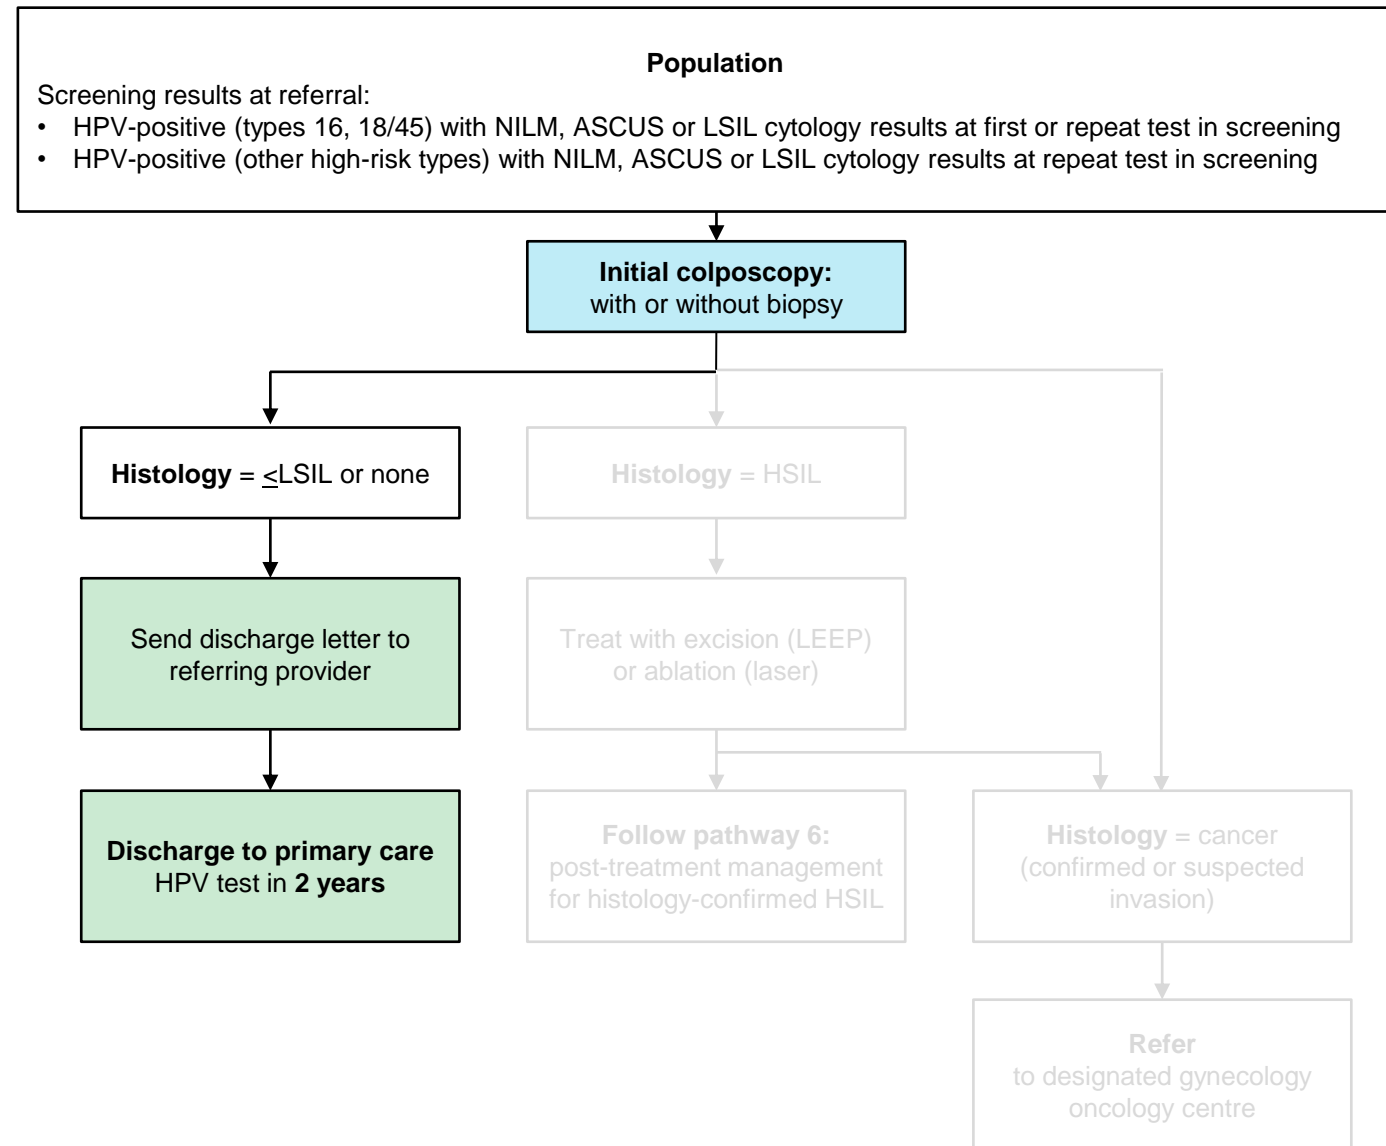 Population
Screening results at referral:
• HPV-positive (types 16, 18/45) with NILM, ASCUS or LSIL cytology results at first or repeat test in screening
• HPV-positive (other high-risk types) with NILM, ASCUS or LSIL cytology results at repeat test in screening
Initial colposcopy:
with or without biopsy
Histology = <LSIL or none
Histology = HSIL
Send discharge letter to
referring provider
Treat with excision (LEEP)
or ablation (laser)
Discharge to primary care
HPV test in 2 years
Follow pathway 6:
post-treatment management
for histology-confirmed HSIL
Histology = cancer
(confirmed or suspected
invasion)
Refer
to designated gynecology
oncology centre